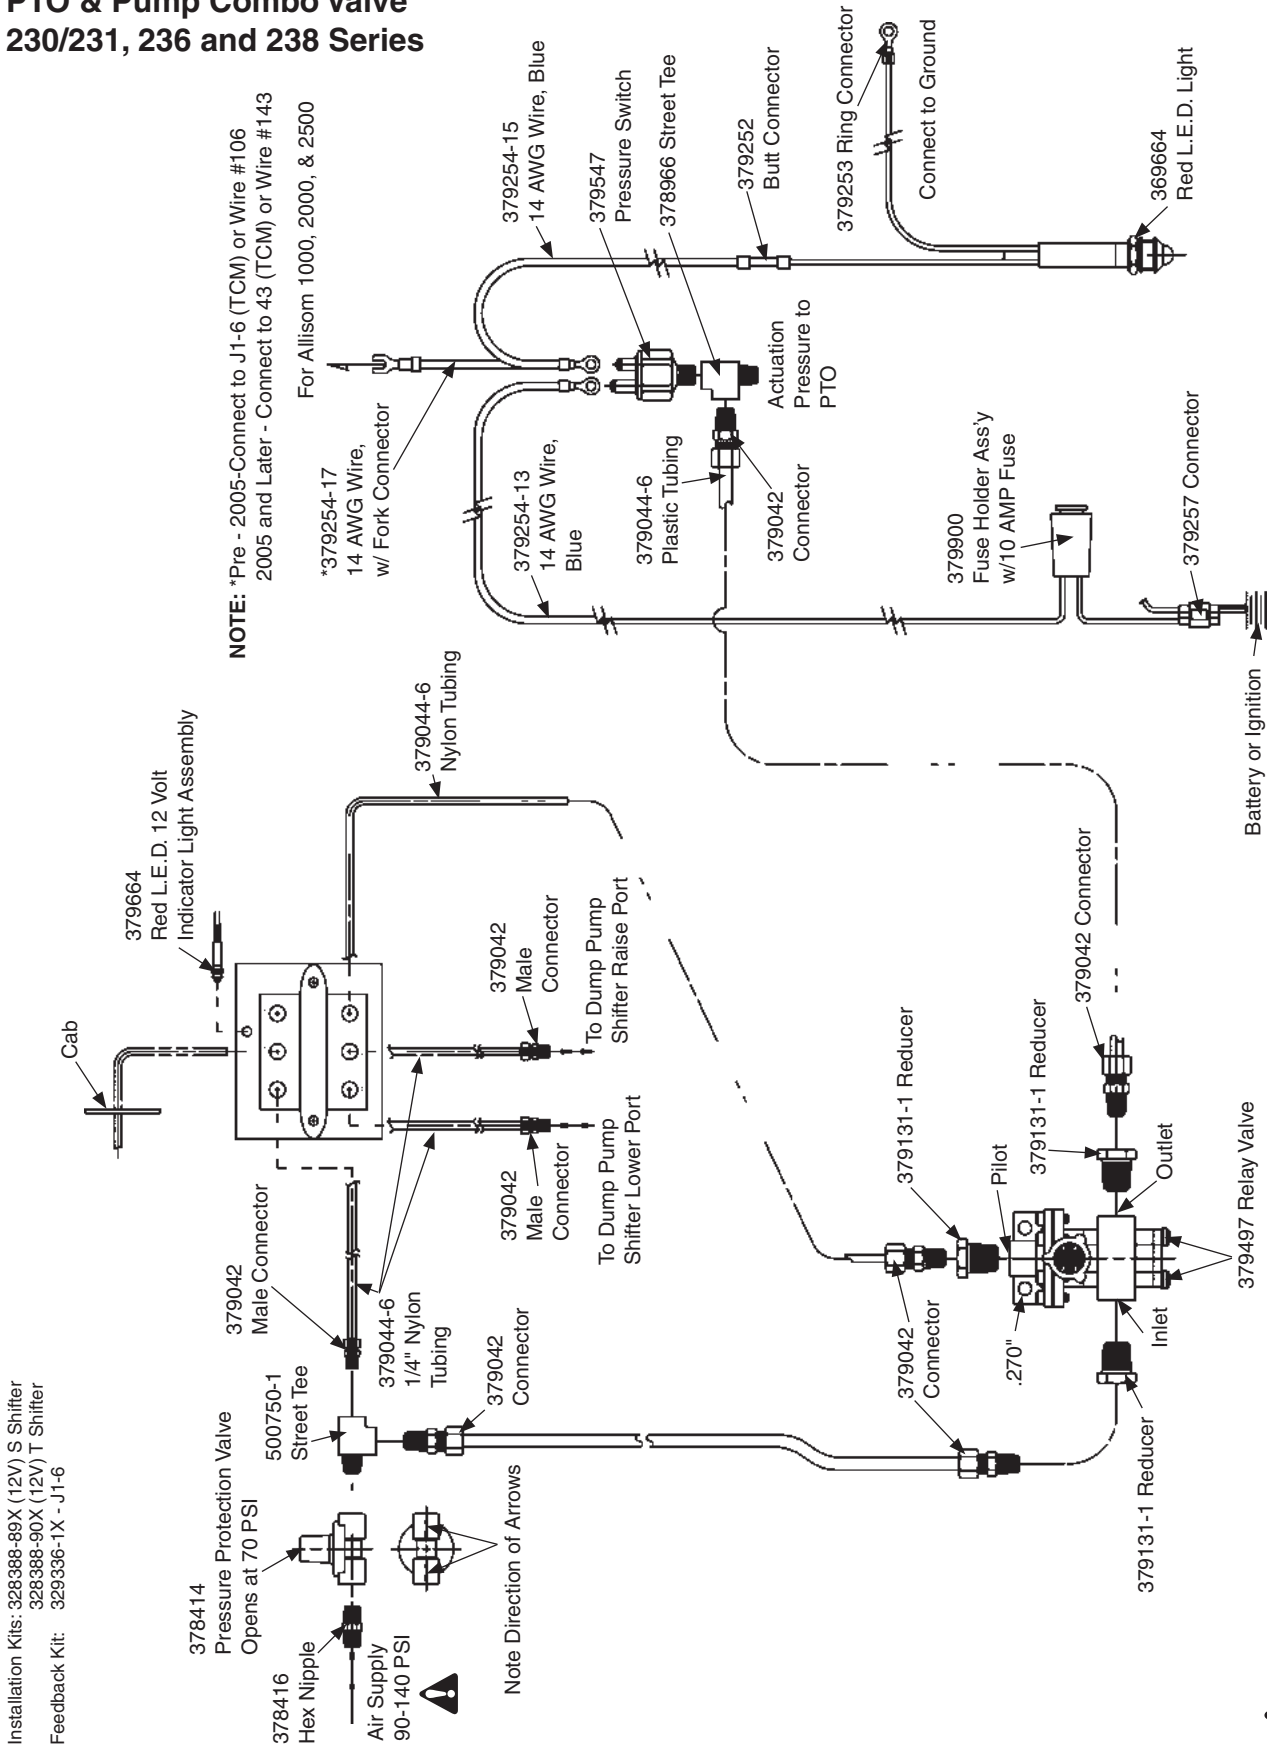 PTO & Pump Combo Valve
230/231, 236 and 238 Series
Installation Kits: 328388-89X (12V) S Shifter
328388-90X (12V) T Shifter
Feedback Kit: 329336-1X - J1-6
NOTE: *Pre - 2005-Connect to J1-6 (TCM) or Wire #106
2005 and Later - Connect to 43 (TCM) or Wire #143
For Allisom 1000, 2000, & 2500
378416
Hex Nipple
Air Supply
90-140 PSI
378414
Pressure Protection Valve
Opens at 70 PSI
Note Direction of Arrows
500750-1
Street Tee
379042
Male Connector
379044-6
1/4" Nylon
Tubing
379042
Connector
Cab
379664
Red L.E.D. 12 Volt
Indicator Light Assembly
379042
Male
Connector
To Dump Pump
Shifter Lower Port
379042
Male
Connector
To Dump Pump
Shifter Raise Port
379044-6
Nylon Tubing
379042
Connector
379131-1 Reducer
Pilot
.270"
Inlet
Outlet
379131-1 Reducer
379131-1 Reducer
379042 Connector
379497 Relay Valve
*379254-17
14 AWG Wire,
w/ Fork Connector
379254-13
14 AWG Wire,
Blue
379044-6
Plastic Tubing
379042
Connector
379254-15
14 AWG Wire, Blue
379547
Pressure Switch
378966 Street Tee
Actuation
Pressure to
PTO
379252
Butt Connector
379253 Ring Connector
Connect to Ground
369664
Red L.E.D. Light
379900
Fuse Holder Ass'y
w/10 AMP Fuse
379257 Connector
Battery or Ignition